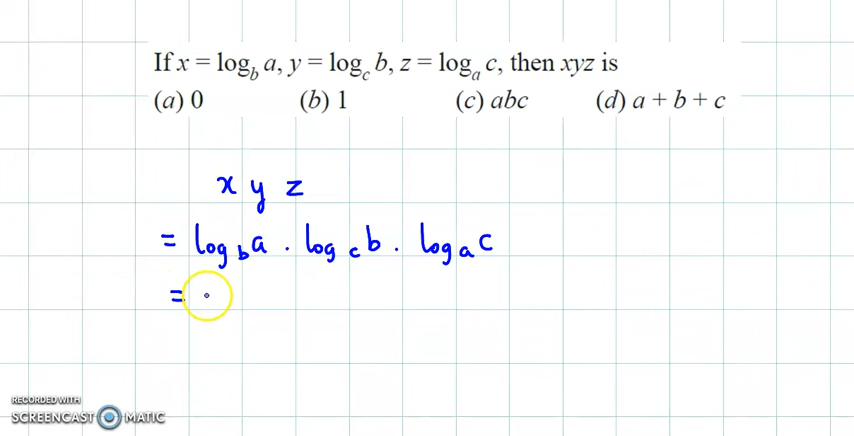 If x = log_b a, y = log_c b, z = log_a c, then xyz is
(a) 0 (b) 1 (c) abc (d) a + b + c
x y z
= log_b a . log_c b . log_a c
=
RECORDED WITH
SCREENCAST MATIC